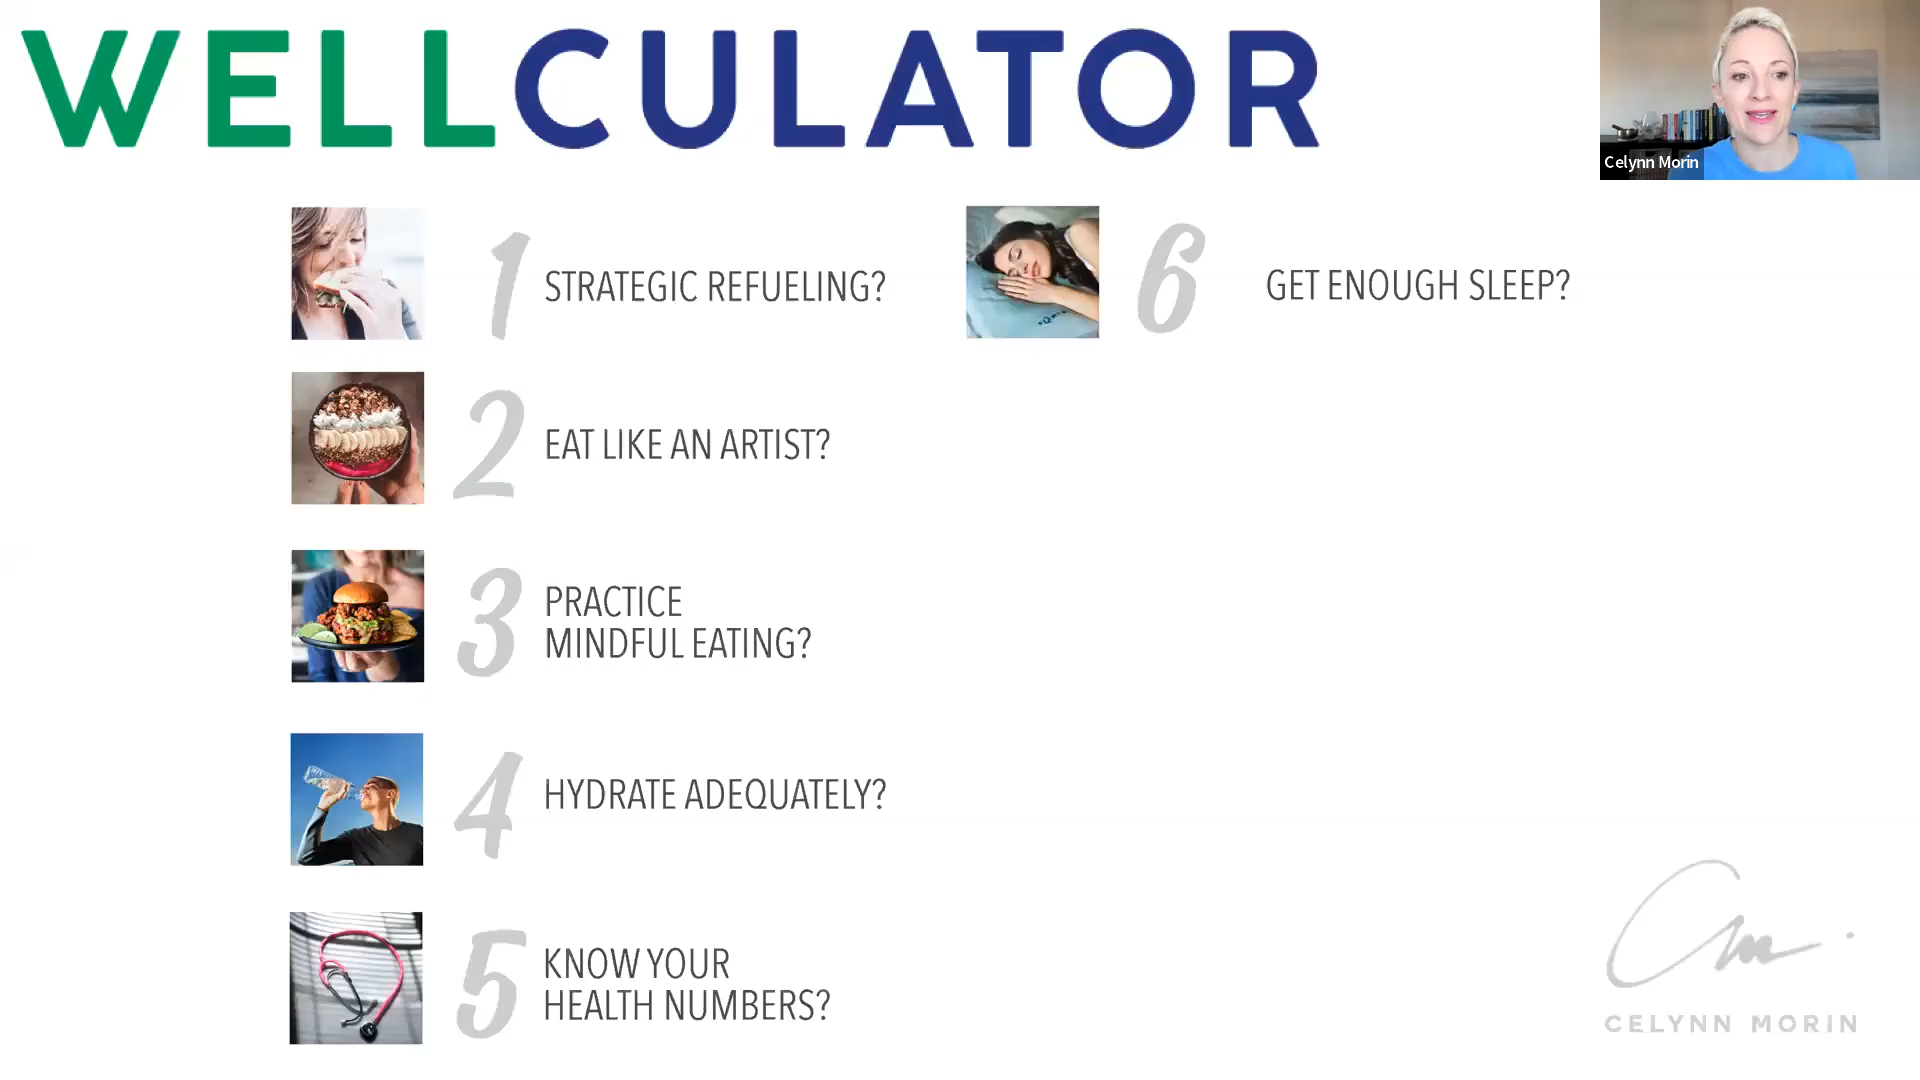 WELLCULATOR
Celynn Morin
1 STRATEGIC REFUELING?
2 EAT LIKE AN ARTIST?
3 PRACTICE
MINDFUL EATING?
4 HYDRATE ADEQUATELY?
5 KNOW YOUR
HEALTH NUMBERS?
6 GET ENOUGH SLEEP?
CELYNN MORIN